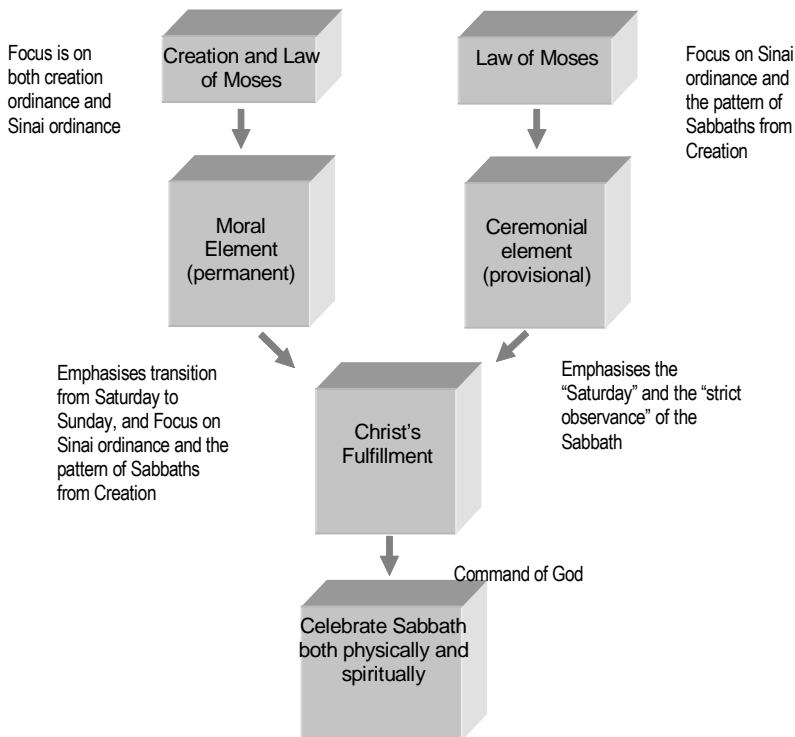 Focus is on
both creation
ordinance and
Sinai ordinance
Creation and Law
of Moses
Law of Moses
Focus on Sinai
ordinance and
the pattern of
Sabbaths from
Creation
Moral
Element
(permanent)
Ceremonial
element
(provisional)
Emphasises transition
from Saturday to
Sunday, and Focus on
Sinai ordinance and the
pattern of Sabbaths
from Creation
Christ's
Fulfillment
Emphasises the
“Saturday” and the “strict
observance” of the
Sabbath
Command of God
Celebrate Sabbath
both physically and
spiritually